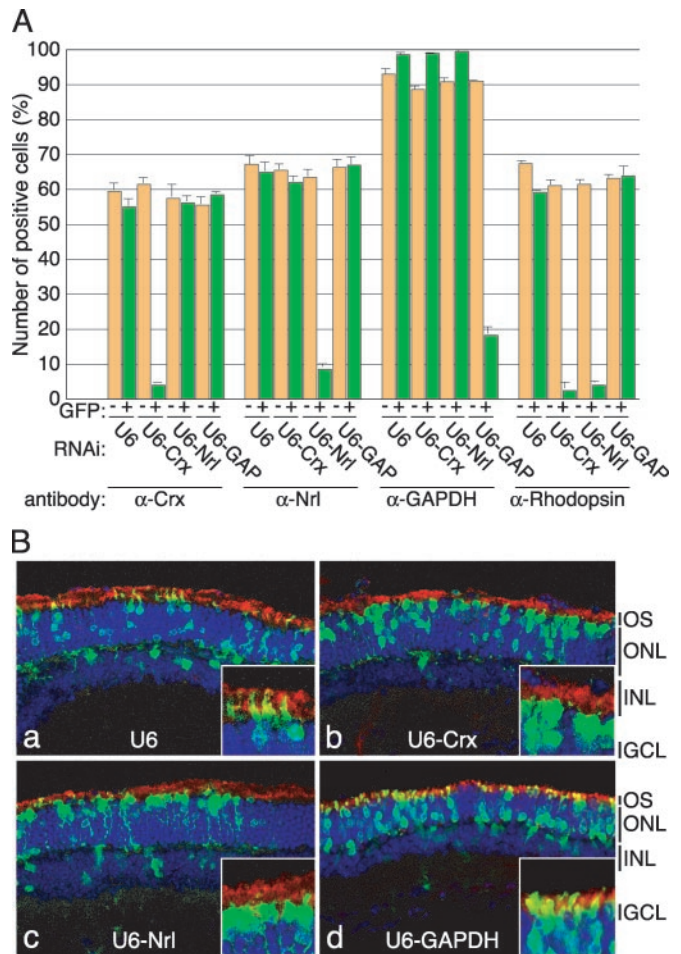 A
Number of positive cells (%)
100
90
80
70
60
50
40
30
20
10
0
GFP: - + - + - + - + - + - + - + - + - + - + - + - + - + - + - + - +
RNAi: U6 U6-Crx U6-Nrl U6-GAP U6 U6-Crx U6-Nrl U6-GAP U6 U6-Crx U6-Nrl U6-GAP U6 U6-Crx U6-Nrl U6-GAP
antibody: α-Crx α-Nrl α-GAPDH α-Rhodopsin
B
a U6
b U6-Crx
OS
ONL
INL
GCL
c U6-Nrl
d U6-GAPDH
OS
ONL
INL
GCL